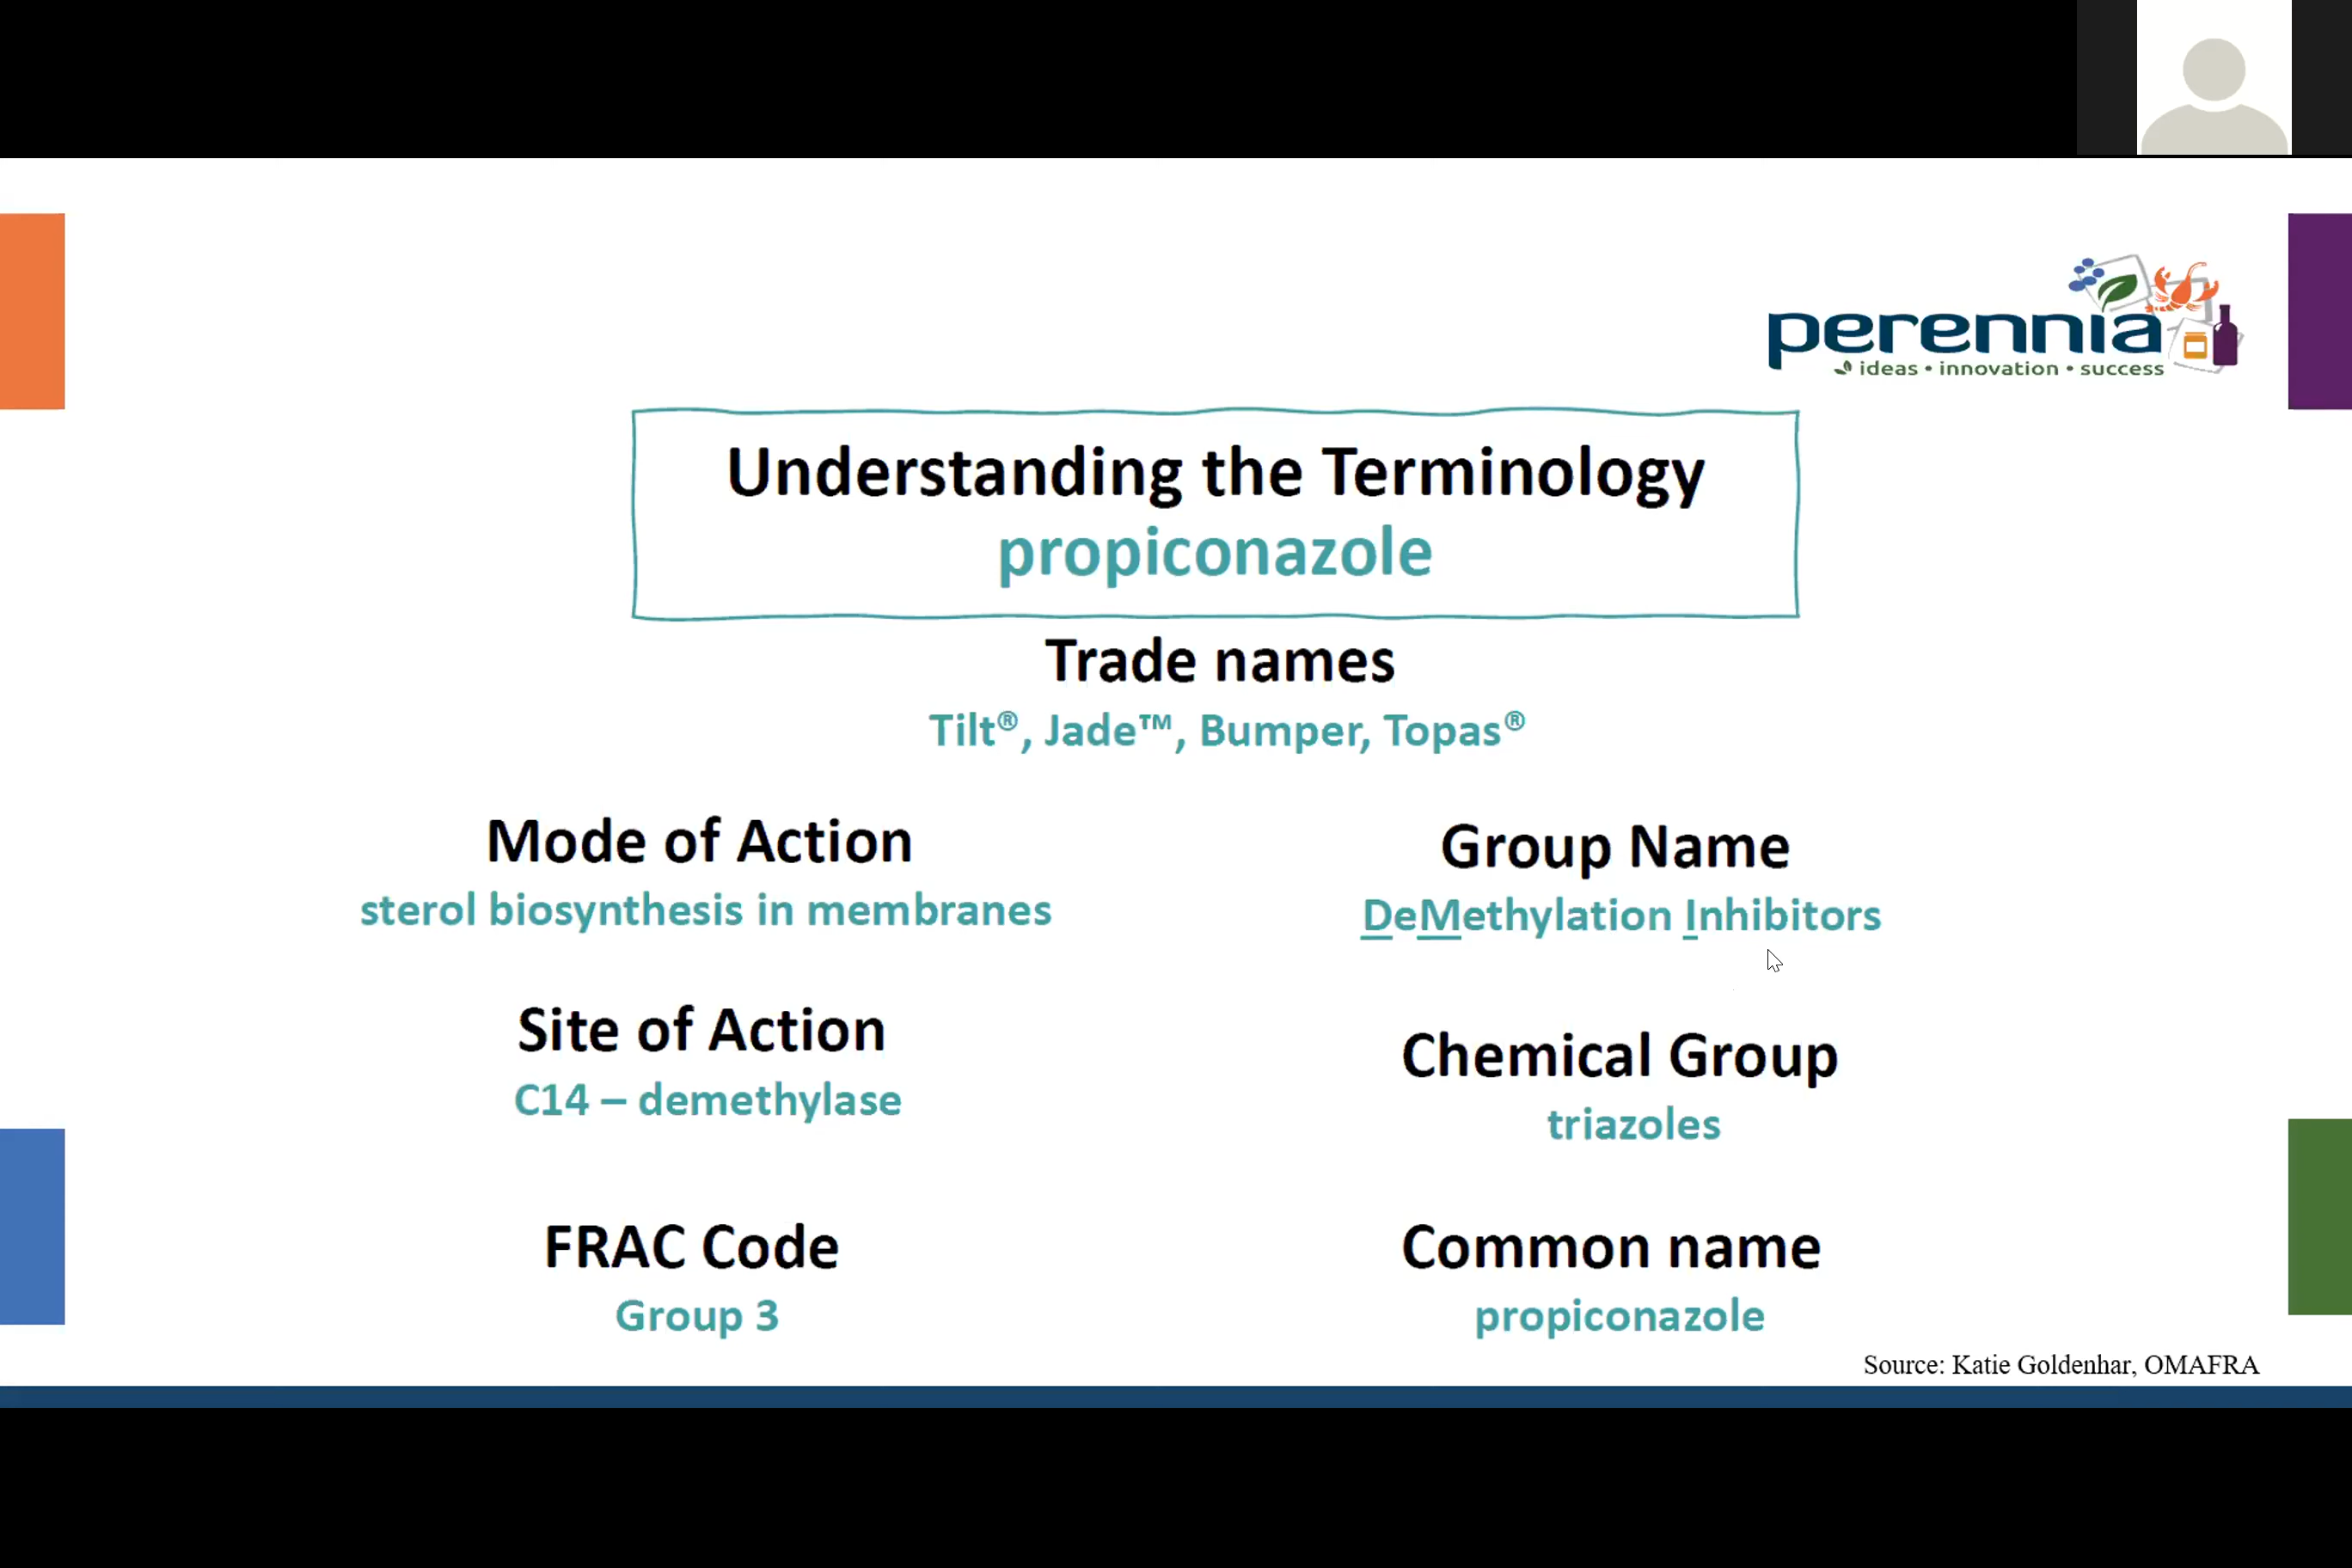 perennia
ideas • innovation • success
Understanding the Terminology
propiconazole
Trade names
Tilt®, Jade™, Bumper, Topas®
Mode of Action
sterol biosynthesis in membranes
Group Name
DeMethylation Inhibitors
Site of Action
C14 – demethylase
Chemical Group
triazoles
FRAC Code
Group 3
Common name
propiconazole
Source: Katie Goldenhar, OMAFRA